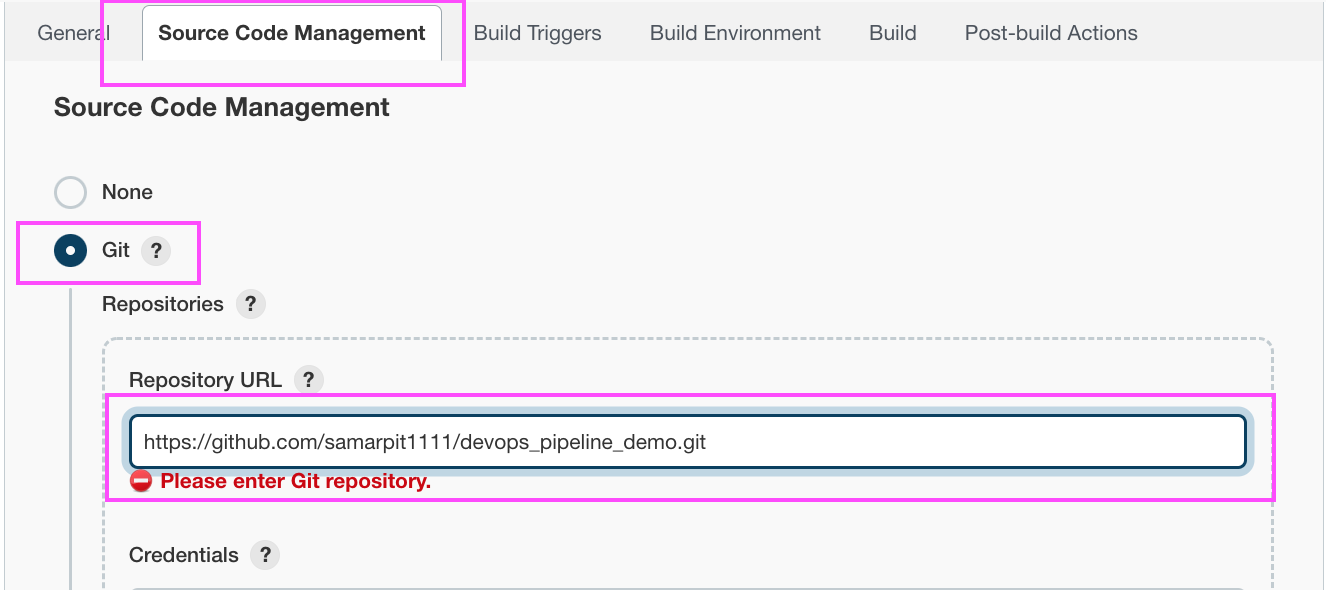 General Source Code Management Build Triggers Build Environment Build Post-build Actions
Source Code Management
None
Git ?
Repositories ?
Repository URL ?
https://github.com/samarpit1111/devops_pipeline_demo.git
Please enter Git repository.
Credentials ?